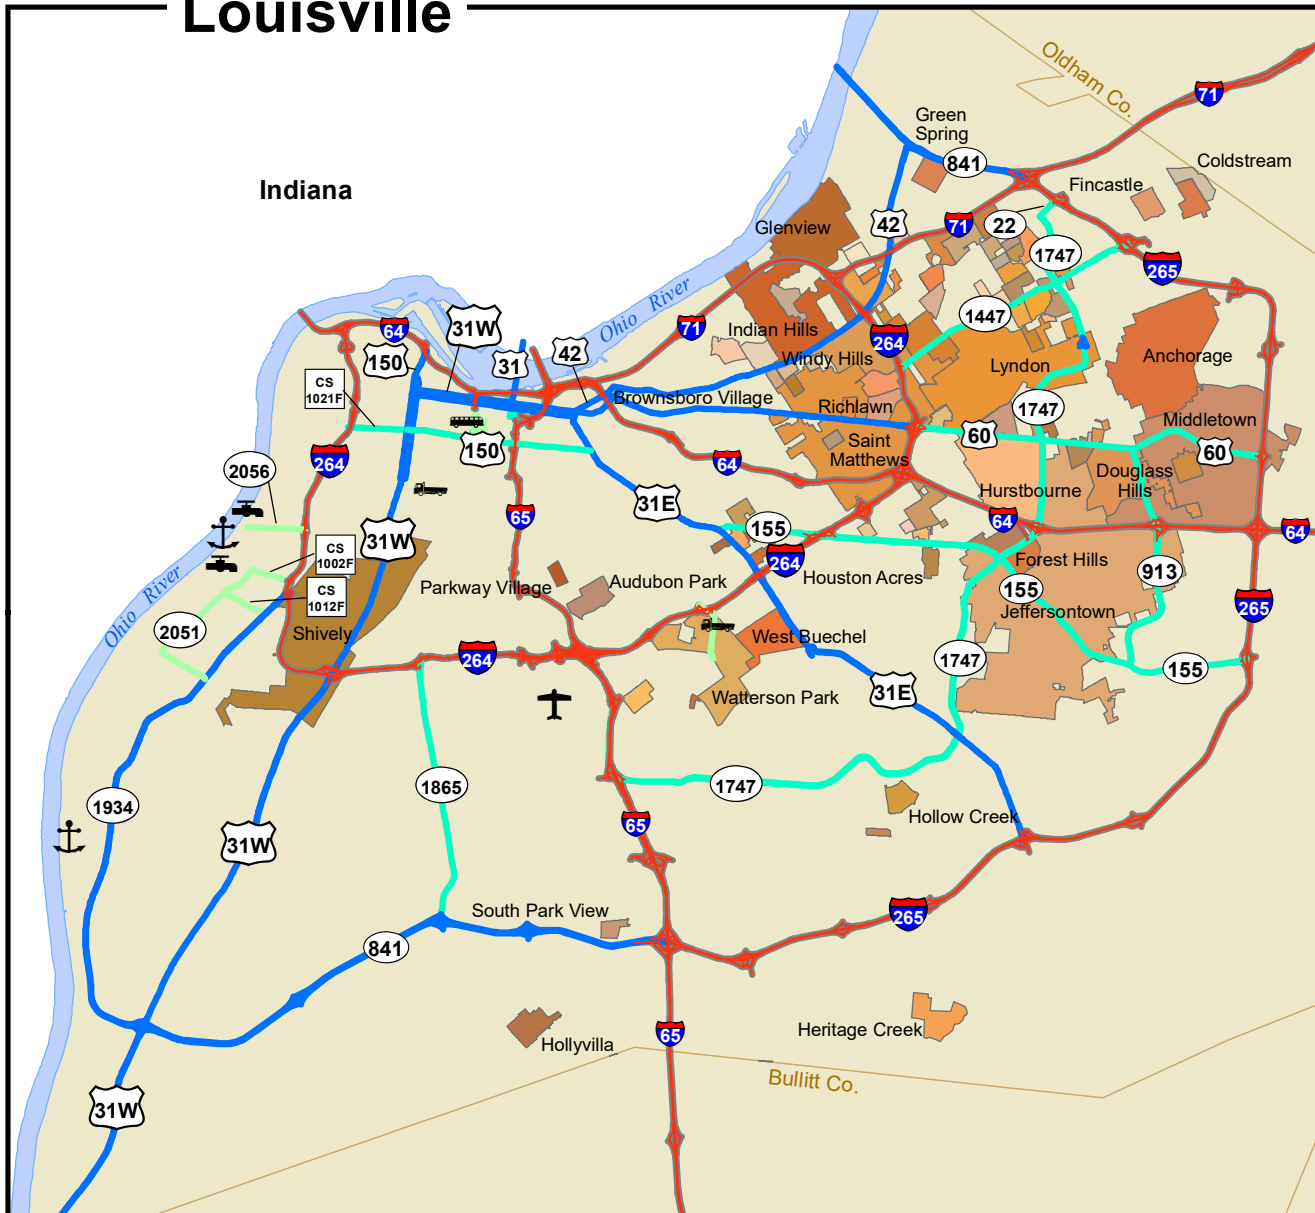 Louisville
Oldham Co.
71
Green
Spring
841
Coldstream
Indiana
Fincastle
Glenview
42
71
22
1747
265
Ohio River
31W
64
71
1447
Indian Hills
264
150
31
42
Windy Hills
Lyndon
Anchorage
CS
1021F
Brownsboro Village
Richlawn
1747
Middletown
60
60
Saint
Matthews
150
264
64
2056
Douglass
Hills
Hurstbourne
31E
65
64
64
155
31W
CS
1002F
264
Houston Acres
Forest Hills
913
Parkway Village
Audubon Park
155
Ohio River
CS
1012F
265
Jeffersontown
2051
Shively
West Buechel
264
1747
155
31E
Watterson Park
1865
1747
1934
Hollow Creek
65
31W
South Park View
265
841
Heritage Creek
65
Hollyvilla
Bullitt Co.
31W